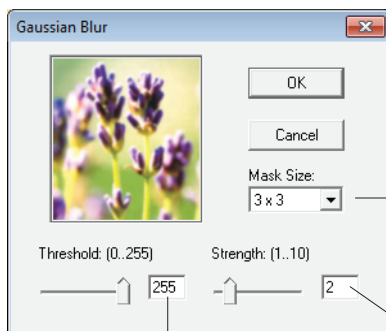 Gaussian Blur
OK
Cancel
Mask Size:
3 x 3
Threshold: (0..255)
Strength: (1..10)
255
2